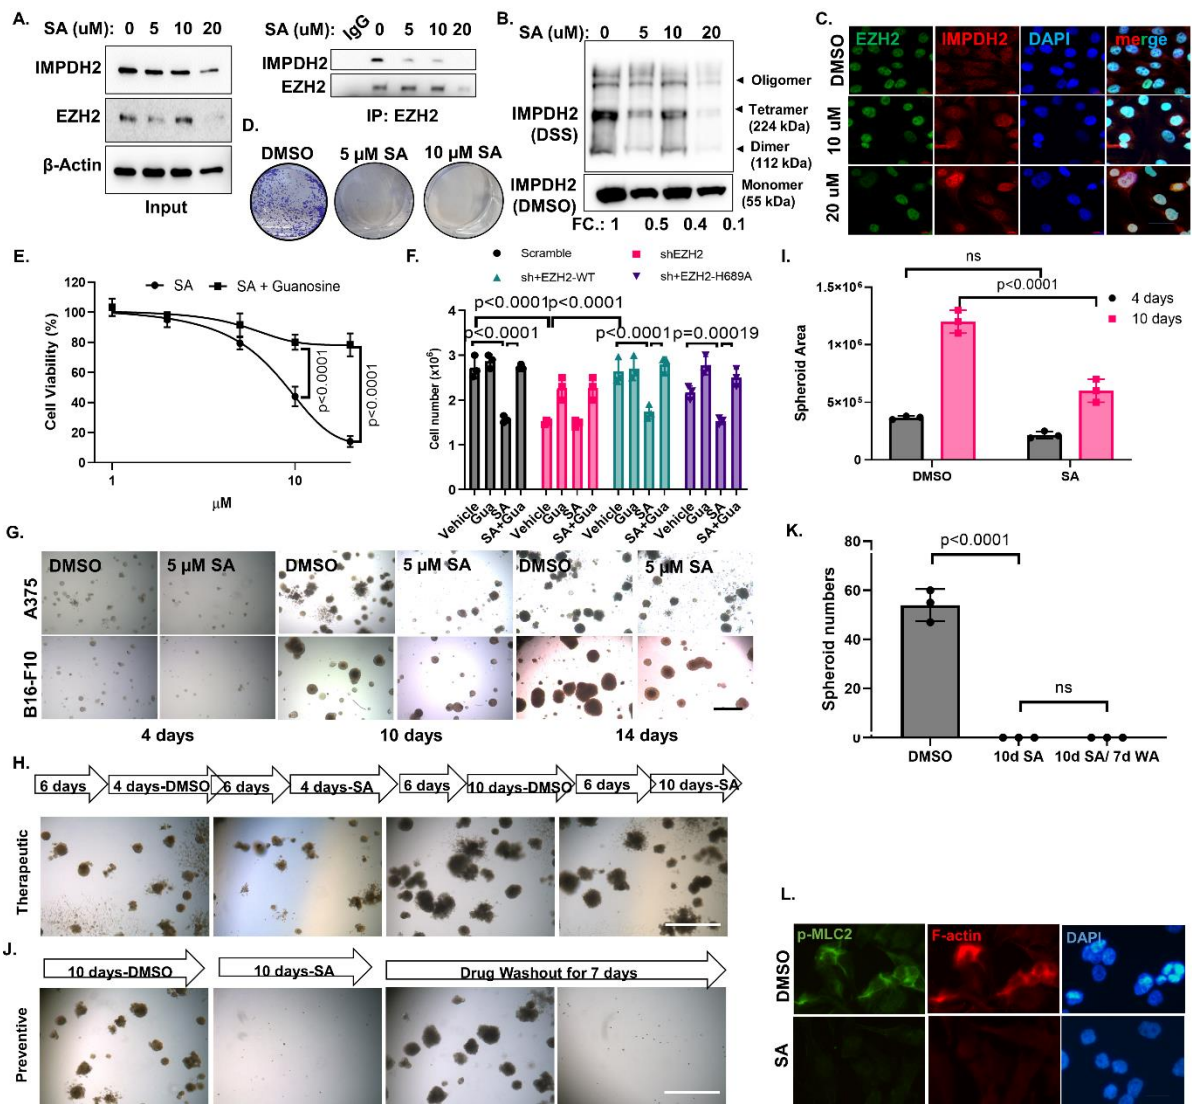 A.
SA (uM): 0 5 10 20
IMPDH2
EZH2
β-Actin
Input
SA (uM): IgG 0 5 10 20
IMPDH2
EZH2
IP: EZH2
B.
SA (uM): 0 5 10 20
IMPDH2
(DSS)
Oligomer
Tetramer
(224 kDa)
Dimer
(112 kDa)
IMPDH2
(DMSO)
Monomer
(55 kDa)
FC.: 1 0.5 0.4 0.1
C.
EZH2 IMPDH2 DAPI merge
DMSO
10 uM
20 uM
D.
DMSO 5 µM SA 10 µM SA
E.
SA SA + Guanosine
Cell Viability (%)
120
100
80
60
40
20
0
p<0.0001
p<0.0001
1 10
µM
F.
Scramble shEZH2
sh+EZH2-WT sh+EZH2-H689A
Cell number (x10⁶)
4
3
2
1
0
p<0.0001 p<0.0001
p<0.0001 p<0.0001 p=0.00019
Vehicle Gug SA SA+Gua Vehicle Gug SA SA+Gua Vehicle Gug SA SA+Gua Vehicle Gug SA SA+Gua
I.
ns
p<0.0001
4 days
10 days
Spheroid Area
1.5×10⁶
1×10⁶
5×10⁵
0
DMSO SA
G.
DMSO 5 µM SA DMSO 5 µM SA DMSO 5 µM SA
A375
B16-F10
4 days 10 days 14 days
K.
p<0.0001
ns
Spheroid numbers
80
60
40
20
0
DMSO 10d SA 10d SA/ 7d WA
H.
6 days 4 days-DMSO 6 days 4 days-SA 6 days 10 days-DMSO 6 days 10 days-SA
Therapeutic
J.
10 days-DMSO 10 days-SA Drug Washout for 7 days
Preventive
L.
p-MLC2 F-actin DAPI
DMSO
SA